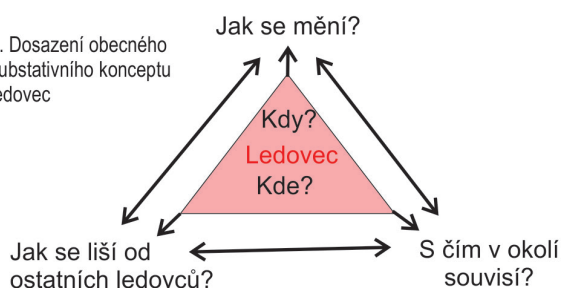 Jak se mění?
. Dosazení obecného
ubstativního konceptu
edovec
Kdy?
Ledovec
Kde?
Jak se liší od
ostatních ledovců?
S čím v okolí
souvisí?